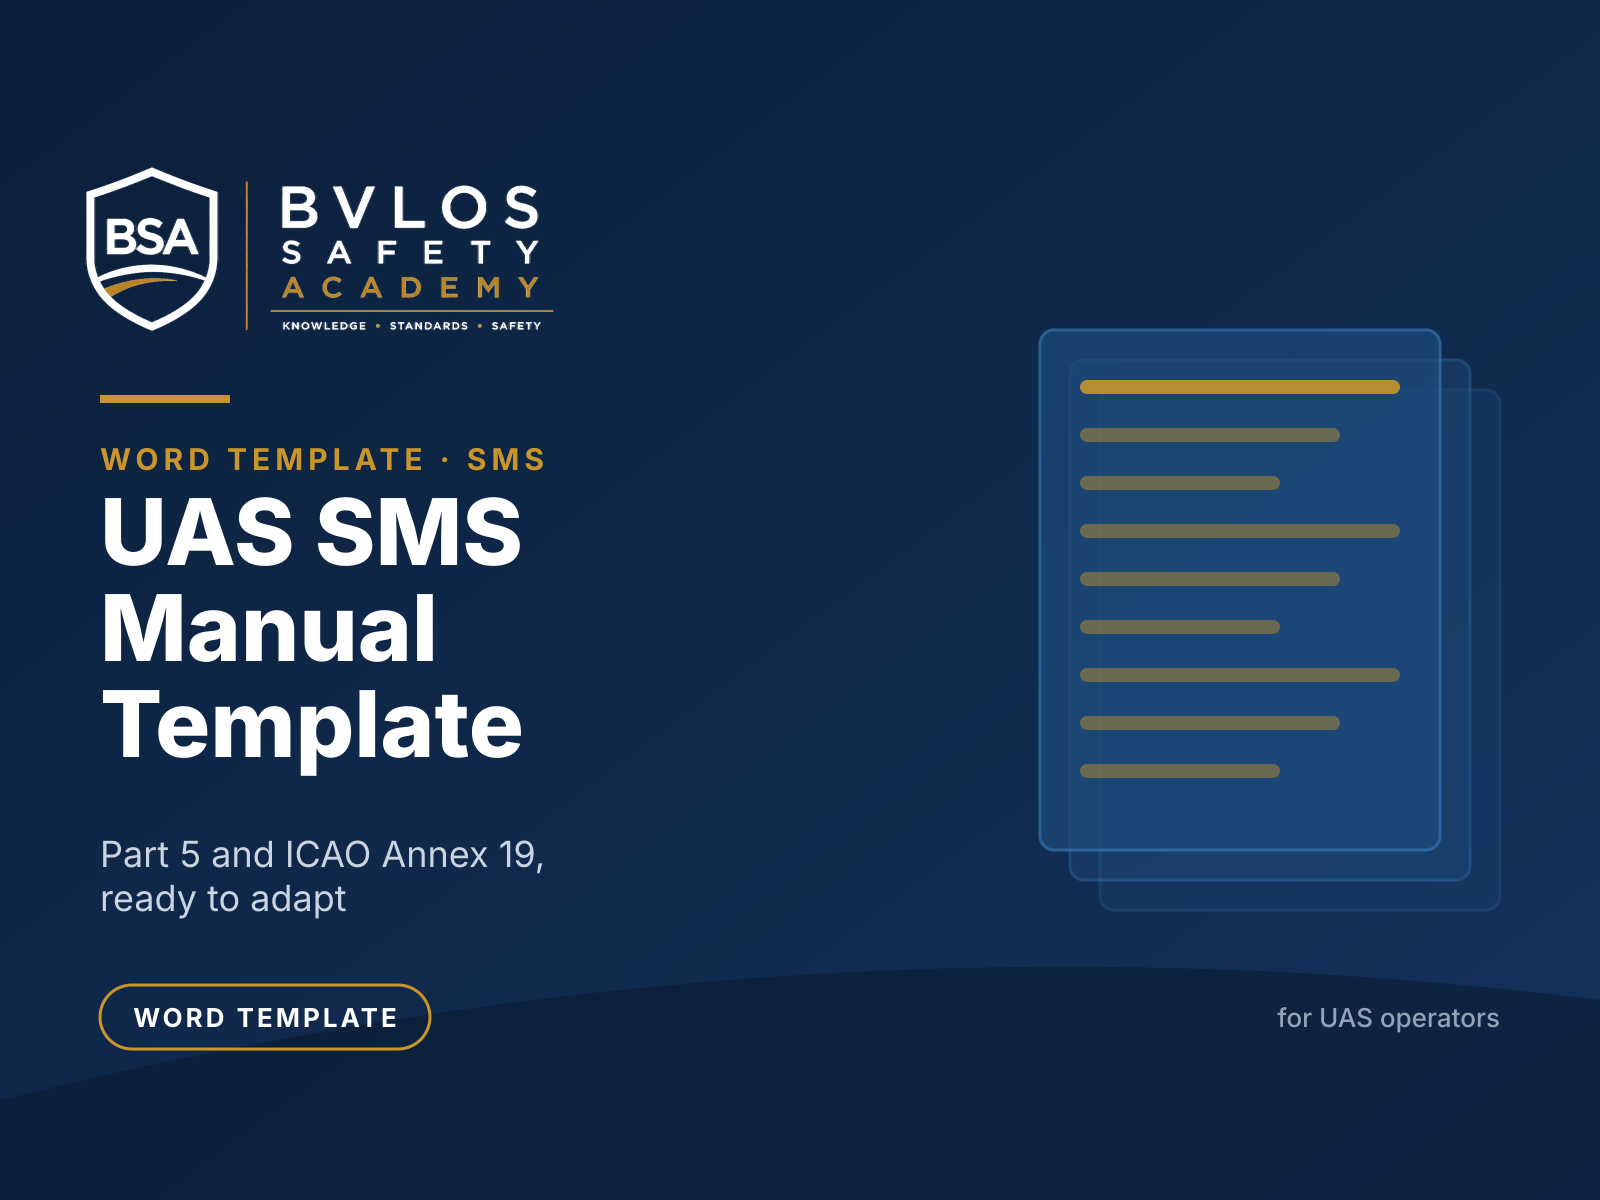 BSA
BVLOS
SAFETY
ACADEMY
KNOWLEDGE • STANDARDS • SAFETY
WORD TEMPLATE · SMS
UAS SMS
Manual
Template
Part 5 and ICAO Annex 19,
ready to adapt
WORD TEMPLATE
for UAS operators